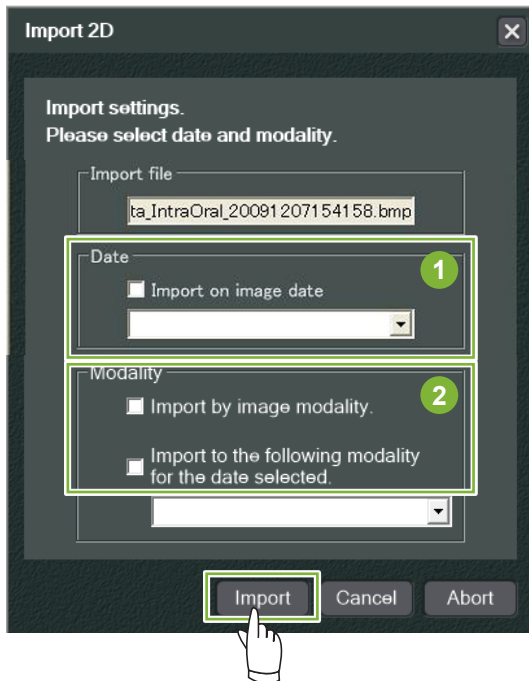 Import 2D
Import settings.
Please select date and modality.
Import file
ta_IntraOral_20091207154158.bmp
Date
1
Import on image date
Modality
2
Import by image modality.
Import to the following modality
for the date selected.
Import Cancel Abort